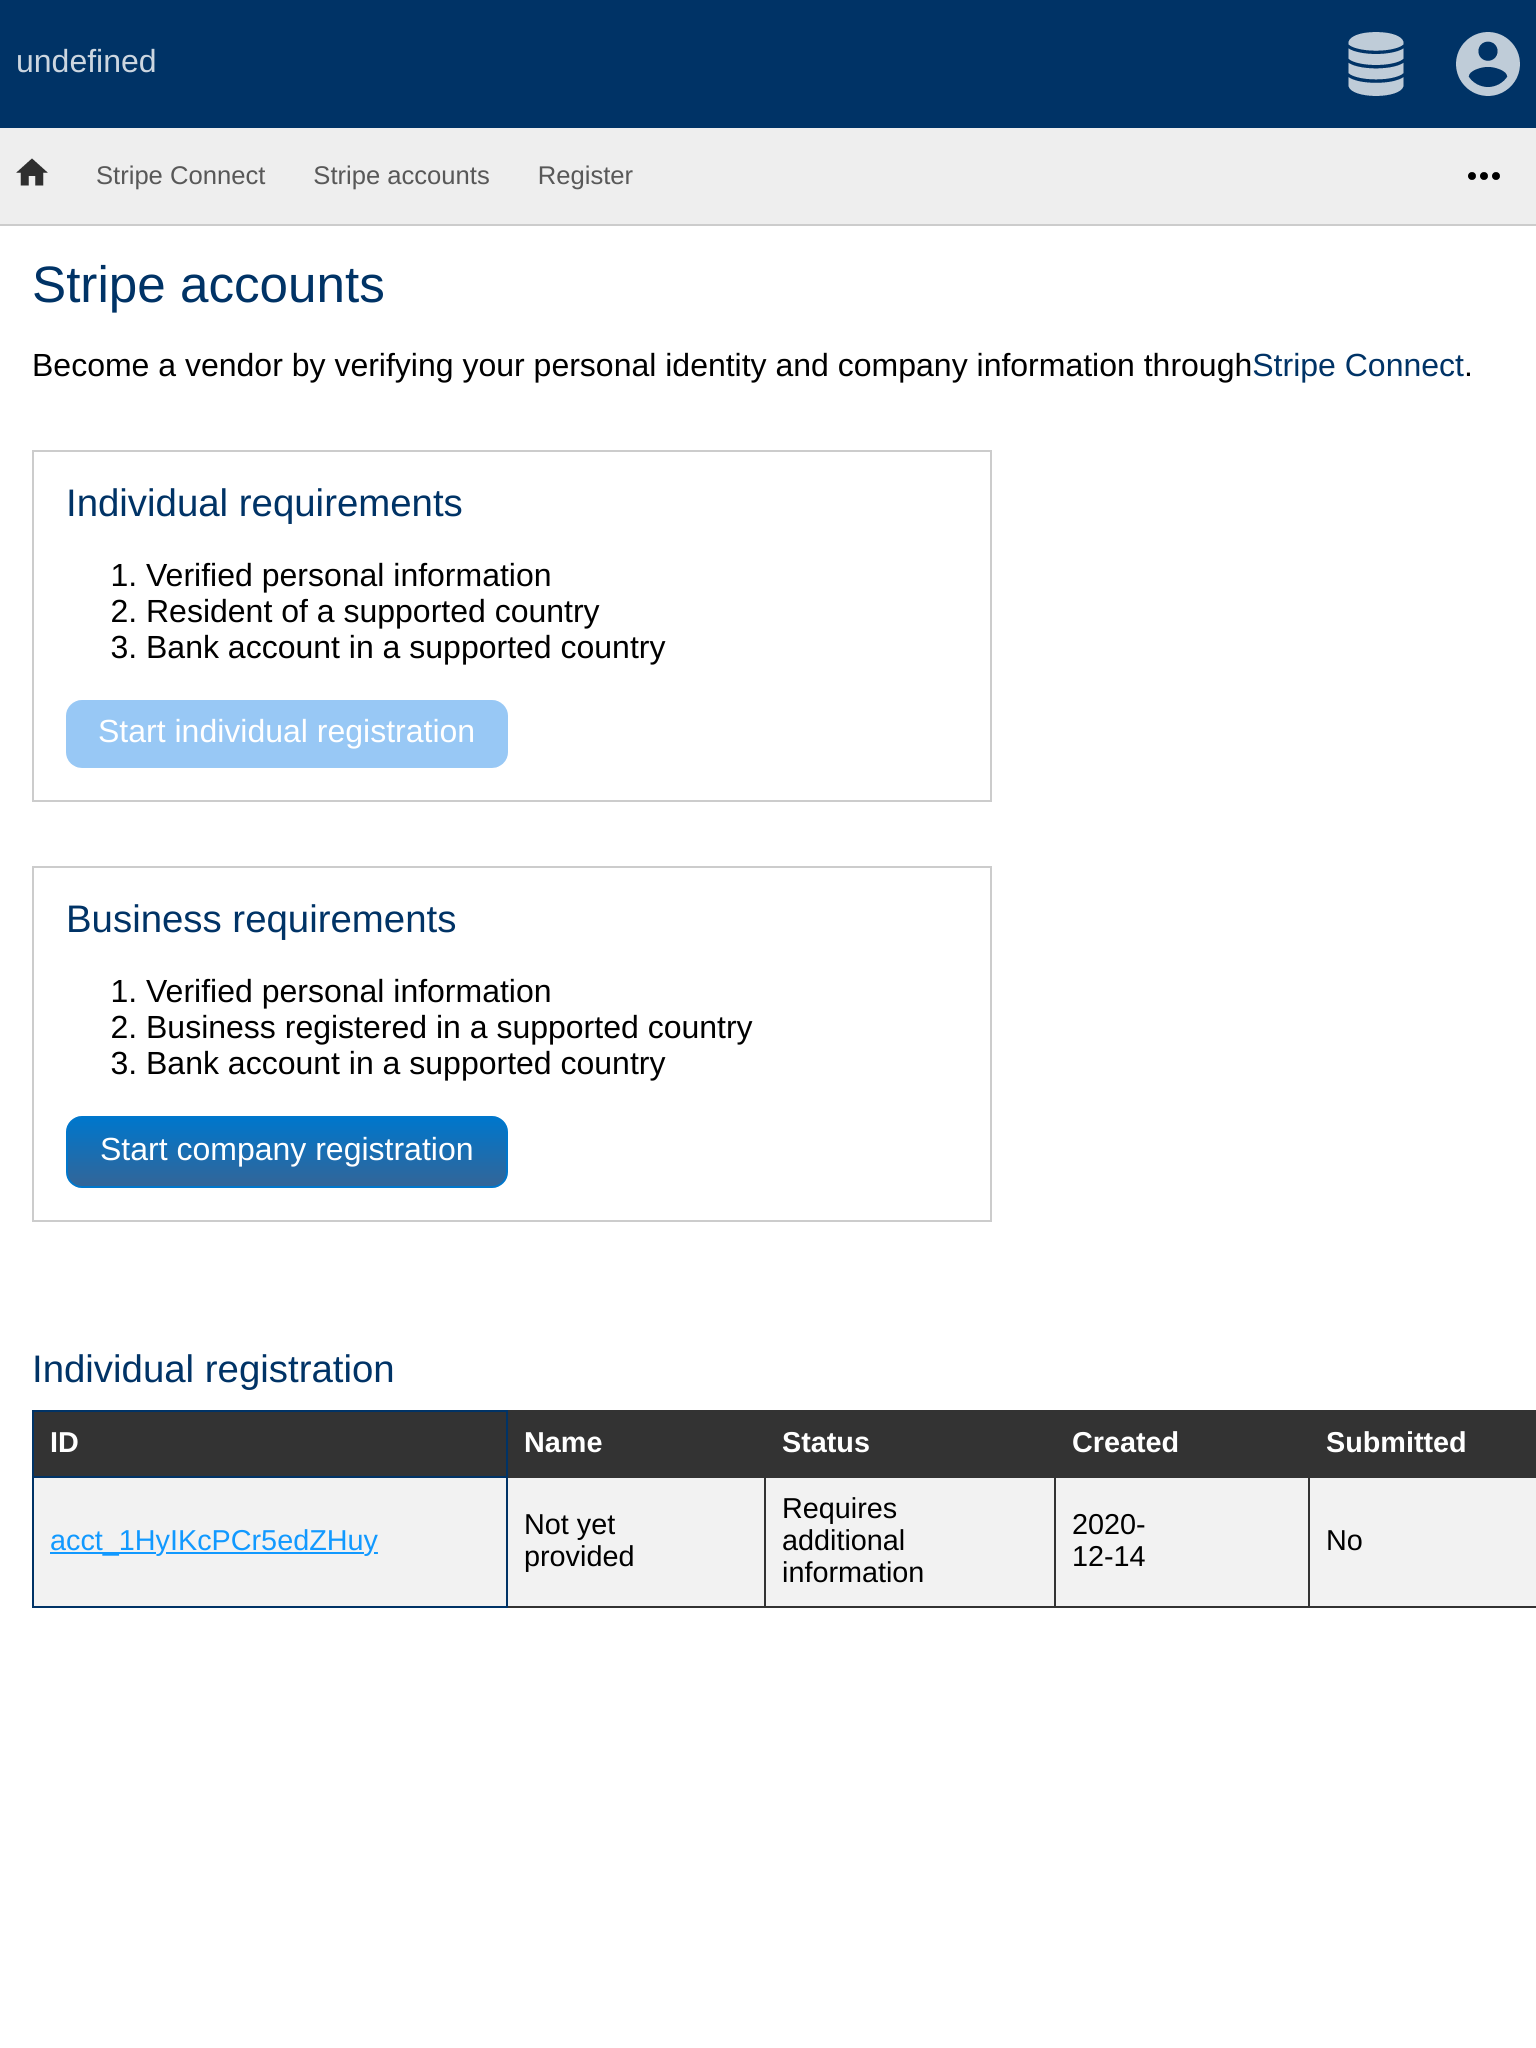 undefined
Stripe Connect Stripe accounts Register
Stripe accounts
Become a vendor by verifying your personal identity and company information throughStripe Connect.
Individual requirements
1. Verified personal information
2. Resident of a supported country
3. Bank account in a supported country
Start individual registration
Business requirements
1. Verified personal information
2. Business registered in a supported country
3. Bank account in a supported country
Start company registration
Individual registration
ID Name Status Created Submitted
acct_1HyIKcPCr5edZHuy
Not yet
provided
Requires
additional
information
2020-
12-14
No